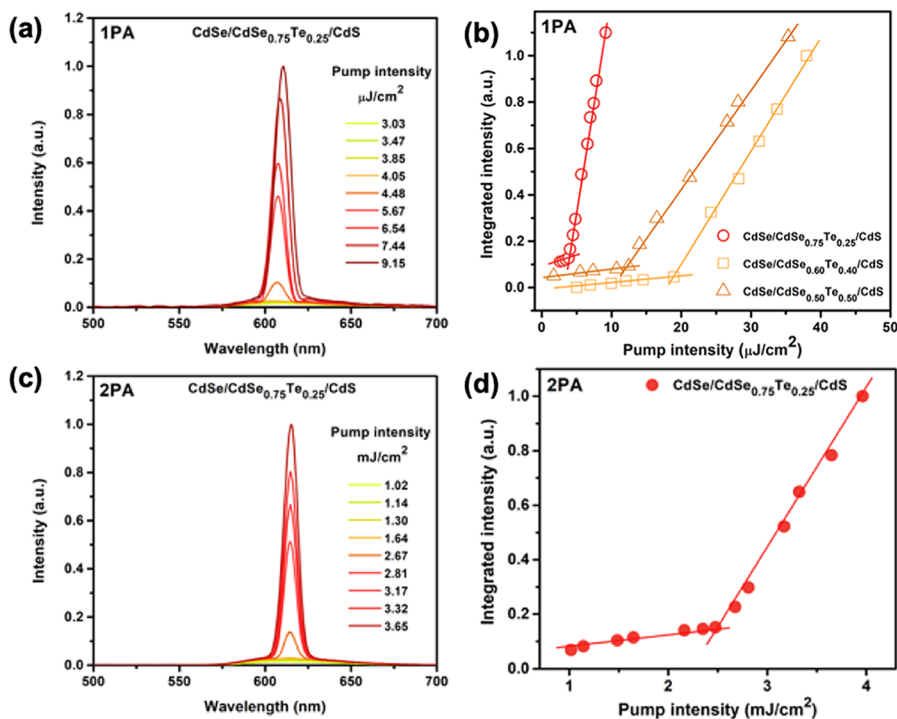 (a)
1PA
CdSe/CdSe0.75Te0.25/CdS
Pump intensity
μJ/cm2
3.03
3.47
3.85
4.05
4.48
5.67
6.54
7.44
9.15
Intensity (a.u.)
1.2
1.0
0.8
0.6
0.4
0.2
0.0
500
550
600
650
700
Wavelength (nm)
(b)
1PA
Integrated intensity (a.u.)
1.2
1.0
0.8
0.6
0.4
0.2
0.0
CdSe/CdSe0.75Te0.25/CdS
CdSe/CdSe0.60Te0.40/CdS
CdSe/CdSe0.50Te0.50/CdS
0
10
20
30
40
50
Pump intensity (μJ/cm2)
(c)
2PA
CdSe/CdSe0.75Te0.25/CdS
Pump intensity
mJ/cm2
1.02
1.14
1.30
1.64
2.67
2.81
3.17
3.32
3.65
Intensity (a.u.)
1.2
1.0
0.8
0.6
0.4
0.2
0.0
500
550
600
650
700
Wavelength (nm)
(d)
2PA
CdSe/CdSe0.75Te0.25/CdS
Integrated intensity (a.u.)
1.0
0.8
0.6
0.4
0.2
0.0
1
2
3
4
Pump intensity (mJ/cm2)